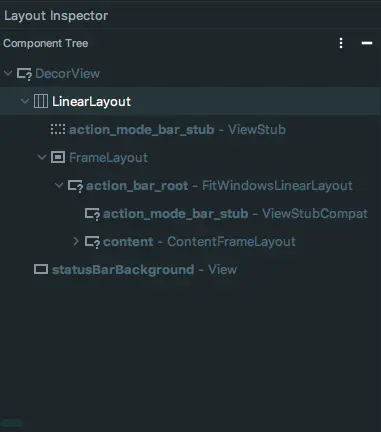 Layout Inspector
Component Tree
DecorView
LinearLayout
action_mode_bar_stub - ViewStub
FrameLayout
action_bar_root - FitWindowsLinearLayout
action_mode_bar_stub - ViewStubCompat
content - ContentFrameLayout
statusBarBackground - View